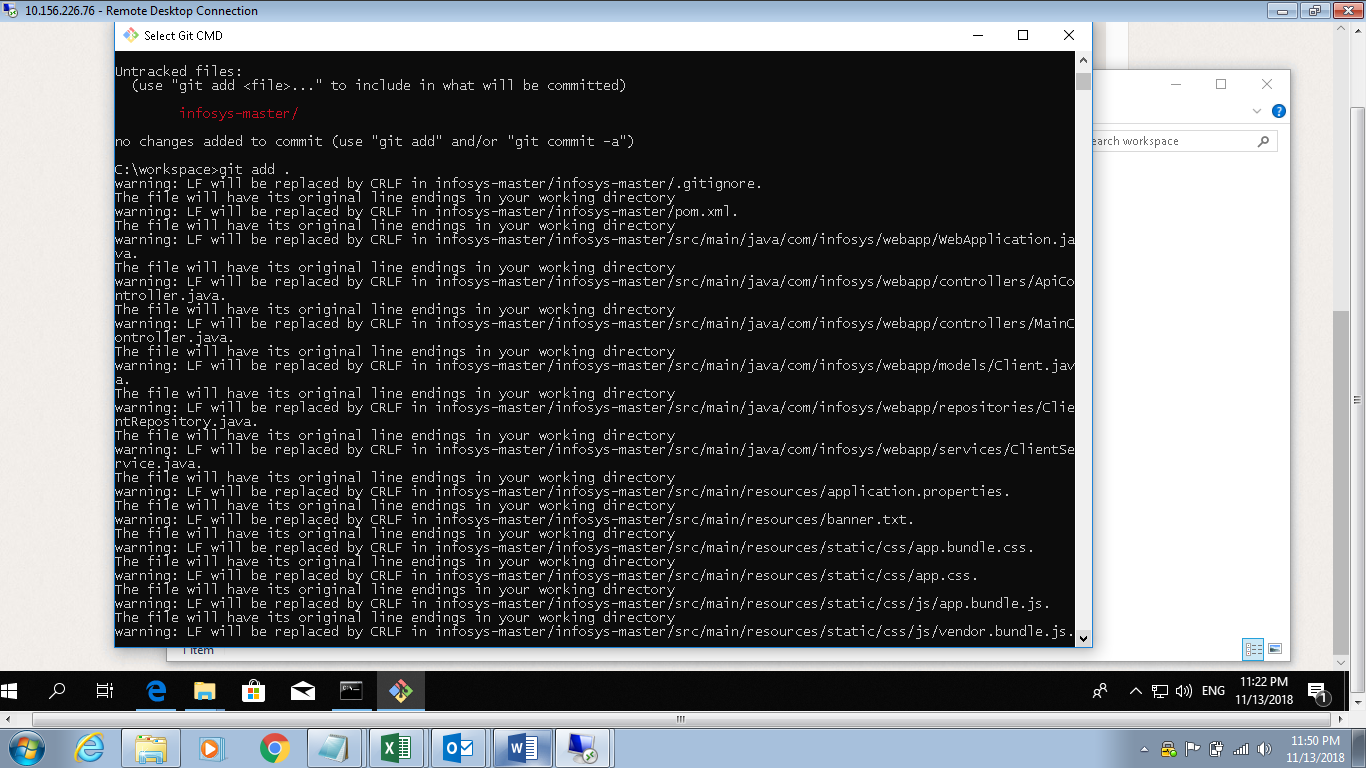 10.156.226.76 - Remote Desktop Connection
Select Git CMD
Untracked files:
(use "git add <file>..." to include in what will be committed)
infosys-master/
no changes added to commit (use "git add" and/or "git commit -a")
C:\workspace>git add .
warning: LF will be replaced by CRLF in infosys-master/infosys-master/.gitignore.
The file will have its original line endings in your working directory
warning: LF will be replaced by CRLF in infosys-master/infosys-master/pom.xml.
The file will have its original line endings in your working directory
warning: LF will be replaced by CRLF in infosys-master/infosys-master/src/main/java/com/infosys/webapp/WebApplication.ja
va.
The file will have its original line endings in your working directory
warning: LF will be replaced by CRLF in infosys-master/infosys-master/src/main/java/com/infosys/webapp/controllers/ApiCo
ntroller.java.
The file will have its original line endings in your working directory
warning: LF will be replaced by CRLF in infosys-master/infosys-master/src/main/java/com/infosys/webapp/controllers/MainC
ontroller.java.
The file will have its original line endings in your working directory
warning: LF will be replaced by CRLF in infosys-master/infosys-master/src/main/java/com/infosys/webapp/models/Client.jav
a.
The file will have its original line endings in your working directory
warning: LF will be replaced by CRLF in infosys-master/infosys-master/src/main/java/com/infosys/webapp/repositories/Clie
ntRepository.java.
The file will have its original line endings in your working directory
warning: LF will be replaced by CRLF in infosys-master/infosys-master/src/main/java/com/infosys/webapp/services/ClientSe
rvice.java.
The file will have its original line endings in your working directory
warning: LF will be replaced by CRLF in infosys-master/infosys-master/src/main/resources/application.properties.
The file will have its original line endings in your working directory
warning: LF will be replaced by CRLF in infosys-master/infosys-master/src/main/resources/banner.txt.
The file will have its original line endings in your working directory
warning: LF will be replaced by CRLF in infosys-master/infosys-master/src/main/resources/static/css/app.bundle.css.
The file will have its original line endings in your working directory
warning: LF will be replaced by CRLF in infosys-master/infosys-master/src/main/resources/static/css/app.css.
The file will have its original line endings in your working directory
warning: LF will be replaced by CRLF in infosys-master/infosys-master/src/main/resources/static/css/js/app.bundle.js.
The file will have its original line endings in your working directory
warning: LF will be replaced by CRLF in infosys-master/infosys-master/src/main/resources/static/css/js/vendor.bundle.js.
earch workspace
1 item
ENG
11:22 PM
11/13/2018
1
11:50 PM
11/13/2018